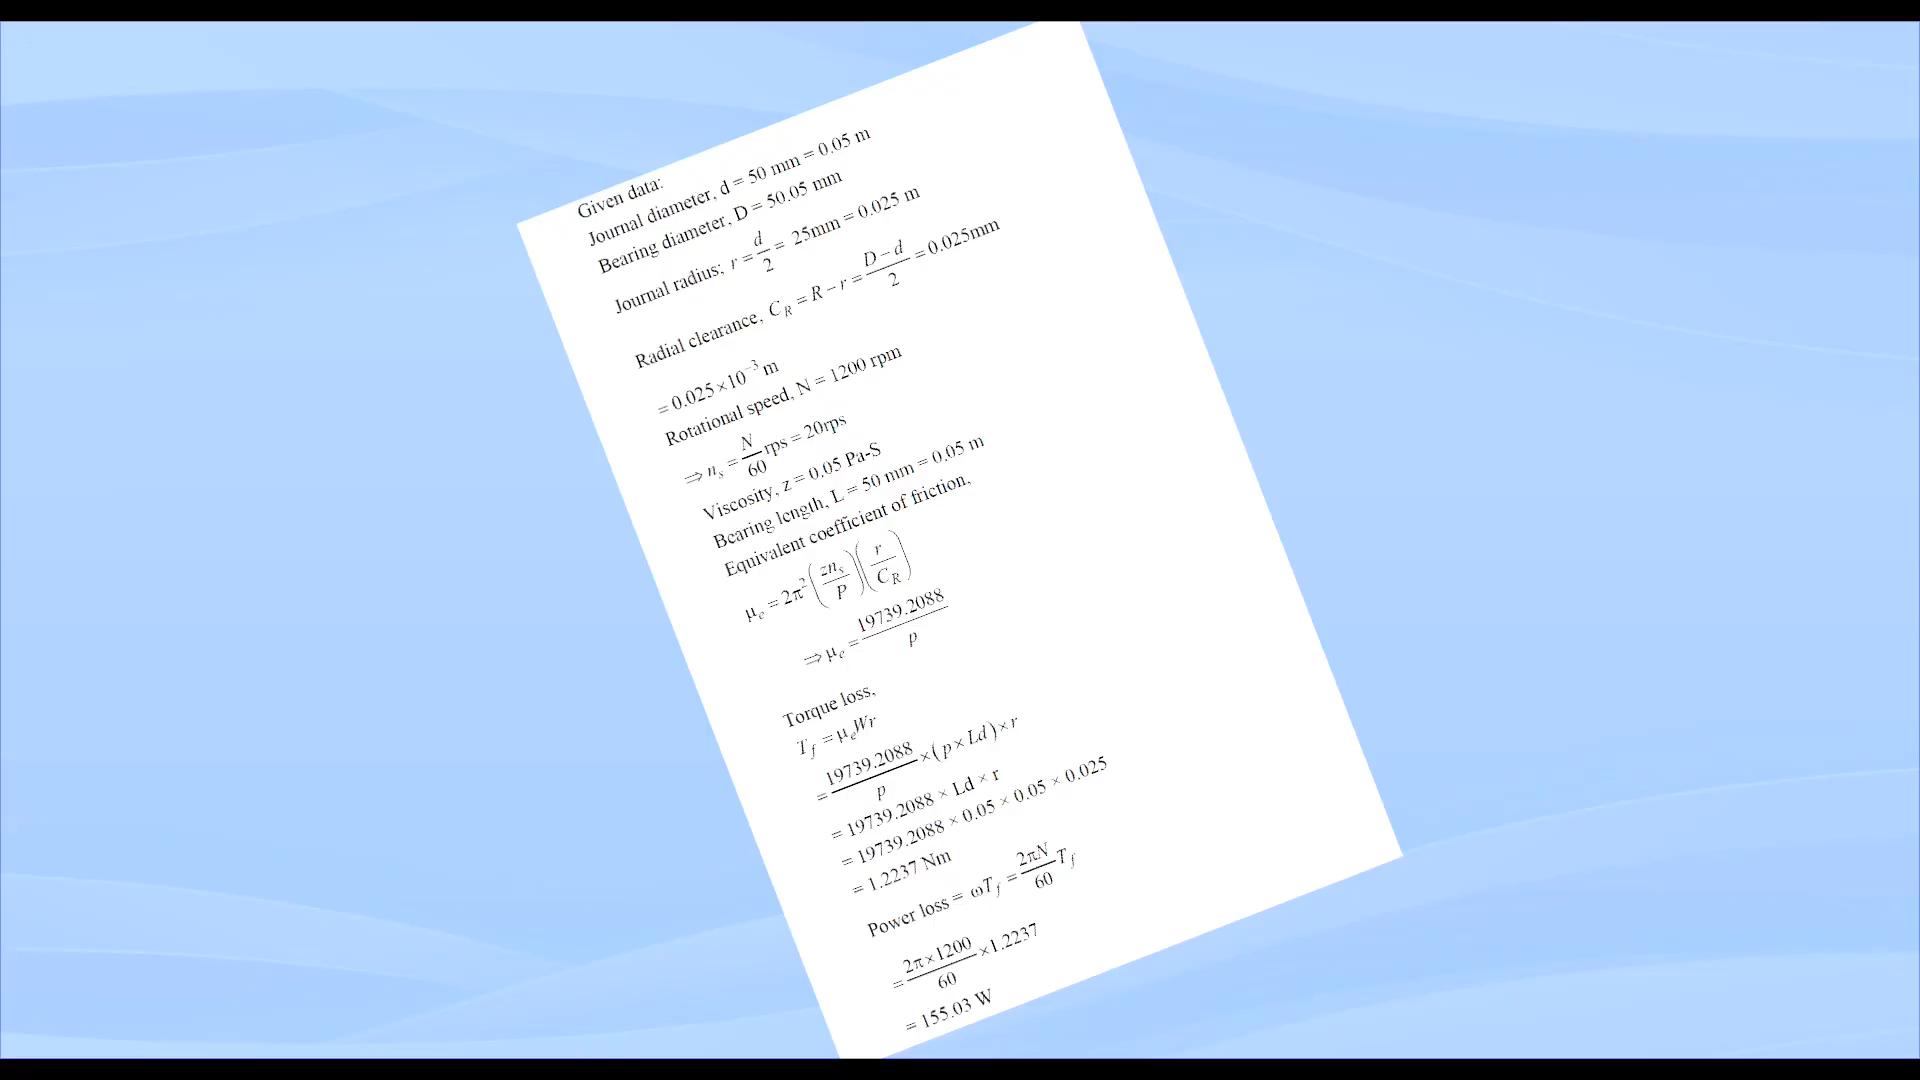 Given data:
Journal diameter, d = 50 mm = 0.05 m
Bearing diameter, D = 50.05 mm
Journal radius; r = d/2 = 25mm = 0.025 m
Radial clearance, C_R = R − r = (D − d)/2 = 0.025mm
= 0.025 × 10⁻³ m
Rotational speed, N = 1200 rpm
⇒ n_s = N/60 rps = 20rps
Viscosity, z = 0.05 Pa-S
Bearing length, L = 50 mm = 0.05 m
Equivalent coefficient of friction,
μ_e = 2π² (zn_s/P)(r/C_R)
⇒ μ_e = 19739.2088/p
Torque loss,
T_f = μ_e Wr
= 19739.2088/p × (p × Ld) × r
= 19739.2088 × Ld × r
= 19739.2088 × 0.05 × 0.05 × 0.025
= 1.2237 Nm
Power loss = ωT_f = 2πN/60 T_f
= 2π×1200/60 × 1.2237
= 155.03 W